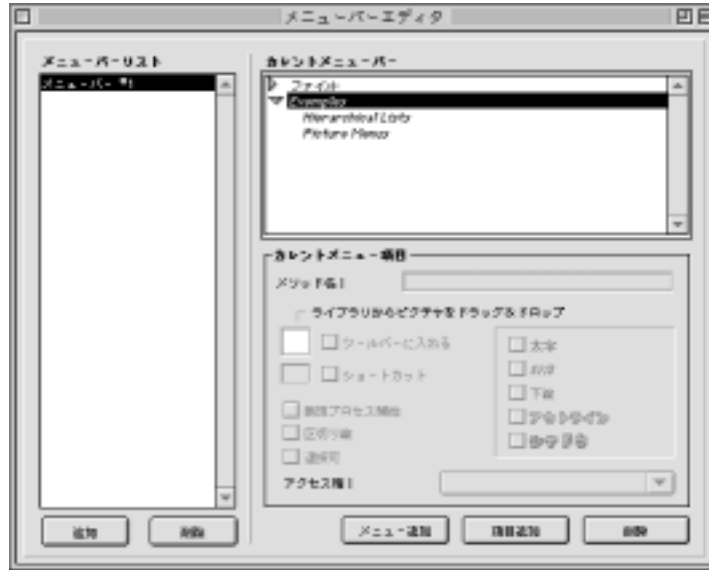 メニューバーエディタ
メニューバーリスト
カレントメニューバー
メニューバー #1
ファイル
Examples
Hierarchical Lists
Picture Menus
カレントメニュー項目
メソッド名:
ライブラリからピクチャをドラッグ&ドロップ
ツールバーに入れる
ショートカット
新規プロセス開始
区切り線
選択可
太字
斜体
下線
アウトライン
シャドウ
アクセス権:
追加
削除
メニュー追加
項目追加
削除